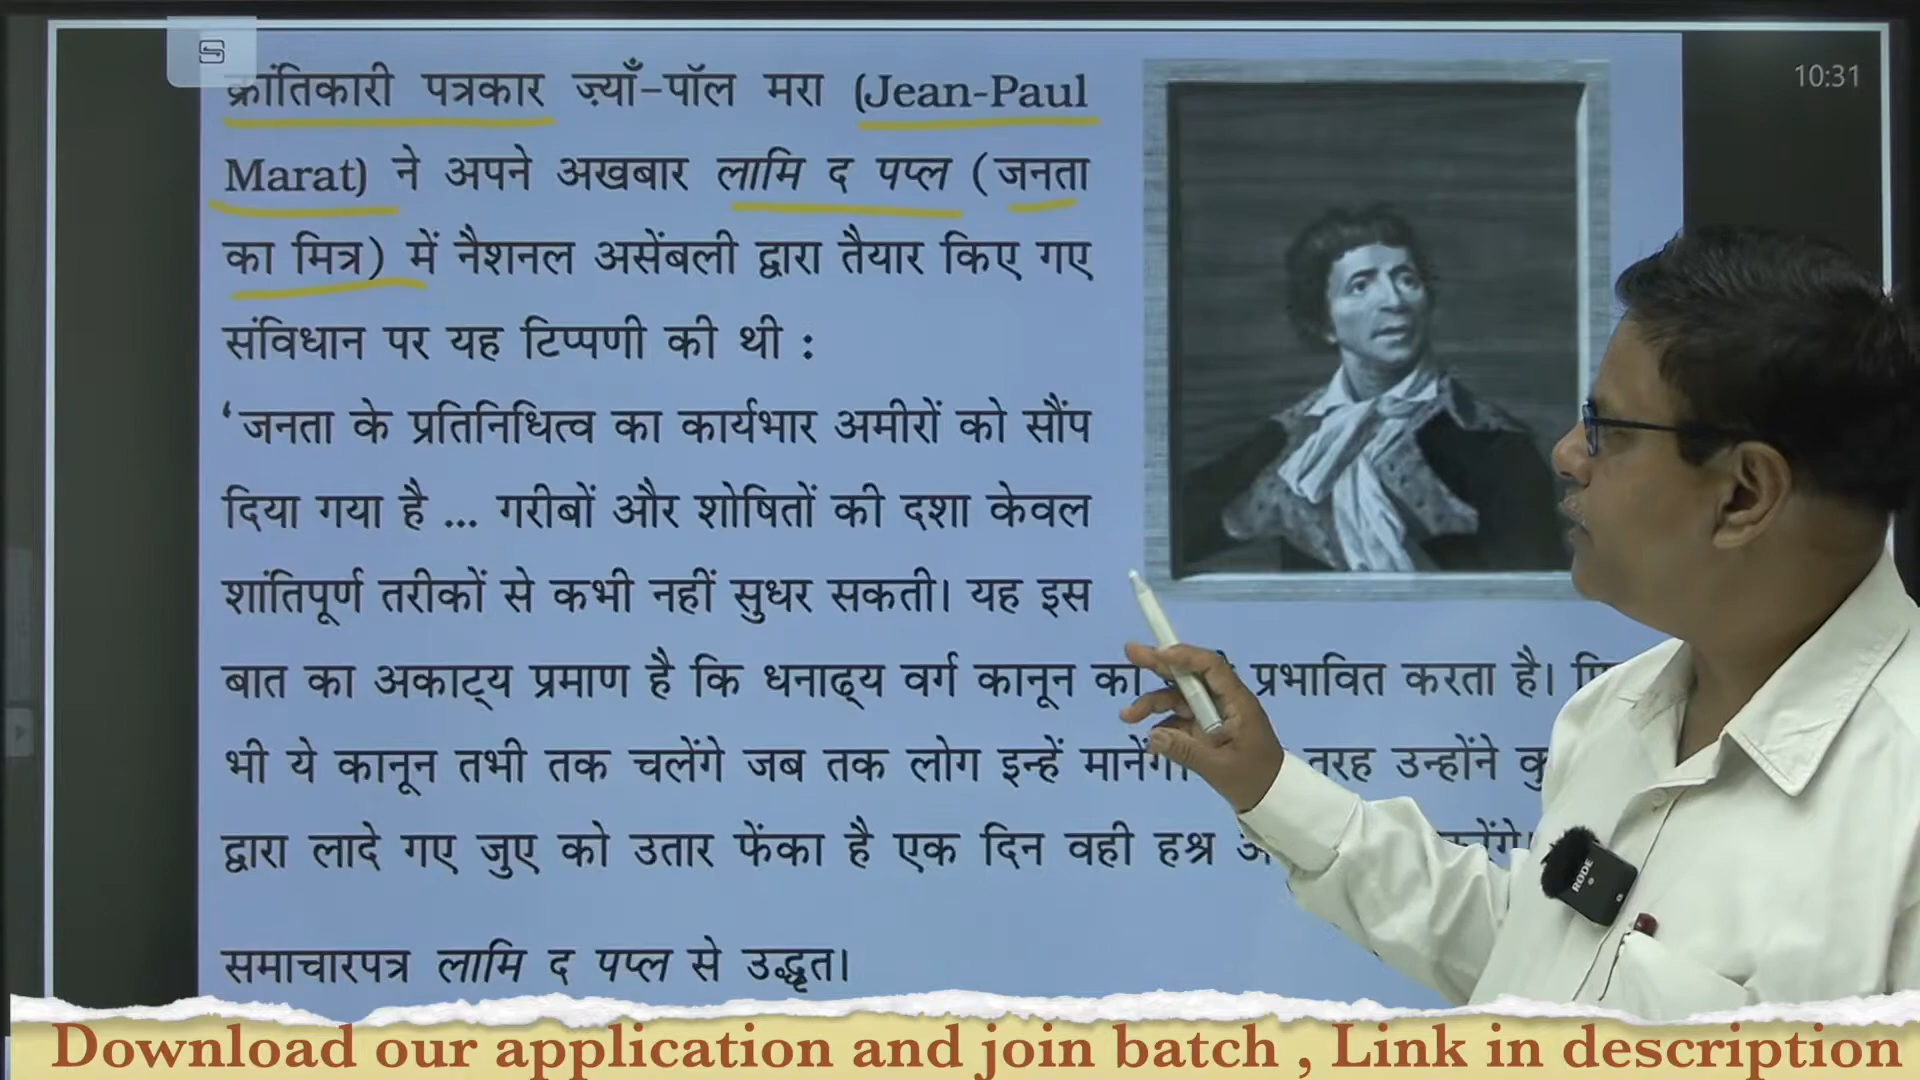 10:31
क्रांतिकारी पत्रकार ज़्याँ-पॉल मरा (Jean-Paul
Marat) ने अपने अखबार लामि द पप्ल (जनता
का मित्र) में नैशनल असेंबली द्वारा तैयार किए गए
संविधान पर यह टिप्पणी की थी :
‘जनता के प्रतिनिधित्व का कार्यभार अमीरों को सौंप
दिया गया है ... गरीबों और शोषितों की दशा केवल
शांतिपूर्ण तरीकों से कभी नहीं सुधर सकती। यह इस
बात का अकाट्य प्रमाण है कि धनाढ्य वर्ग कानून को प्रभावित करता है।
भी ये कानून तभी तक चलेंगे जब तक लोग इन्हें मानेंगे। तरह उन्होंने
द्वारा लादे गए जुए को उतार फेंका है एक दिन वही हश्र
समाचारपत्र लामि द पप्ल से उद्धृत।
RODE
Download our application and join batch , Link in description